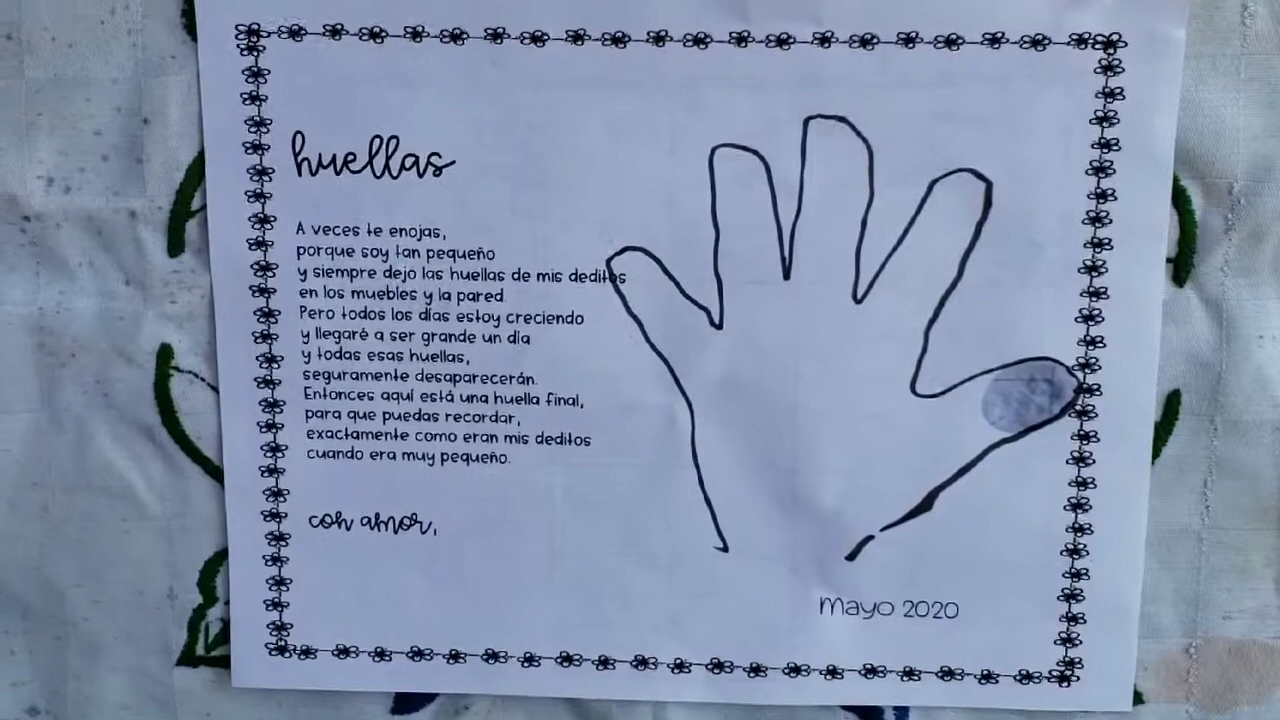 huellas
A veces te enojas,
porque soy tan pequeño
y siempre dejo las huellas de mis deditos
en los muebles y la pared.
Pero todos los días estoy creciendo
y llegaré a ser grande un día
y todas esas huellas,
seguramente desaparecerán.
Entonces aquí está una huella final,
para que puedas recordar,
exactamente como eran mis deditos
cuando era muy pequeño.
con amor,
mayo 2020